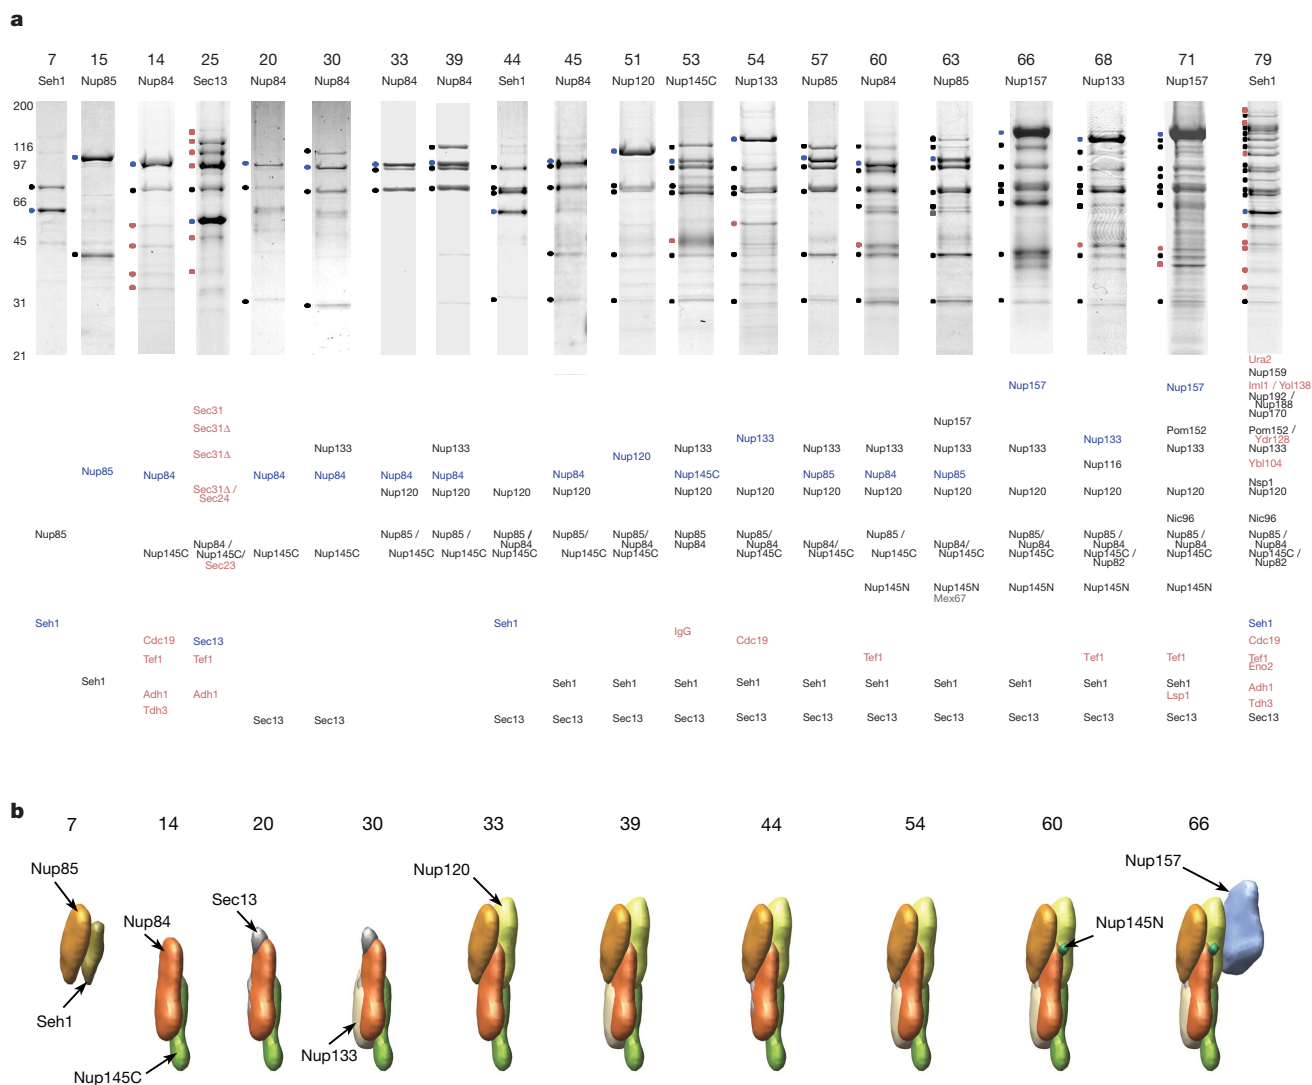 a
7 15 14 25 20 30 33 39 44 45 51 53 54 57 60 63 66 68 71 79
Seh1 Nup85 Nup84 Sec13 Nup84 Nup84 Nup84 Nup84 Seh1 Nup84 Nup120 Nup145C Nup133 Nup85 Nup84 Nup85 Nup157 Nup133 Nup157 Seh1
200
116
97
66
45
31
21
Ura2
Nup159
Nup157 Nup157 Iml1 / Yol138
Nup192 /
Nup188
Sec31 Nup170
Nup157
Sec31Δ Pom152 Pom152 /
Nup133 Nup133 Ydr128
Nup133 Nup133 Nup133 Nup133 Nup133 Nup133 Nup133 Nup133
Sec31Δ Nup120
Nup116 Ybl104
Nup85 Nup84 Nup84 Nup84 Nup84 Nup84 Nup84 Nup145C Nup85 Nup84 Nup85
Nsp1
Sec31Δ / Nup120 Nup120 Nup120 Nup120 Nup120 Nup120 Nup120 Nup120 Nup120 Nup120 Nup120 Nup120 Nup120
Sec24
Nic96 Nic96
Nup85 Nup85 / Nup85 / Nup85 / Nup85/ Nup85/ Nup85 Nup85/ Nup85/ Nup85 / Nup85/ Nup85 / Nup85 / Nup85 /
Nup84 / Nup84 Nup84 Nup84 Nup84 Nup84/ Nup84/ Nup84 Nup84 Nup84 Nup84
Nup145C Nup145C/ Nup145C Nup145C Nup145C Nup145C Nup145C Nup145C Nup145C Nup145C Nup145C Nup145C Nup145C Nup145C Nup145C / Nup145C Nup145C /
Sec23 Nup82 Nup82
Nup145N Nup145N Nup145N Nup145N Nup145N
Mex67
Seh1 Seh1 Seh1
IgG
Cdc19 Sec13 Cdc19 Cdc19
Tef1 Tef1 Tef1 Tef1 Tef1 Tef1
Eno2
Seh1 Seh1 Seh1 Seh1 Seh1 Seh1 Seh1 Seh1 Seh1 Seh1 Seh1
Adh1 Adh1 Lsp1 Adh1
Tdh3 Tdh3
Sec13 Sec13 Sec13 Sec13 Sec13 Sec13 Sec13 Sec13 Sec13 Sec13 Sec13 Sec13 Sec13 Sec13
b
7 14 20 30 33 39 44 54 60 66
Nup157
Nup85
Nup120
Sec13
Nup84
Nup145N
Seh1
Nup133
Nup145C